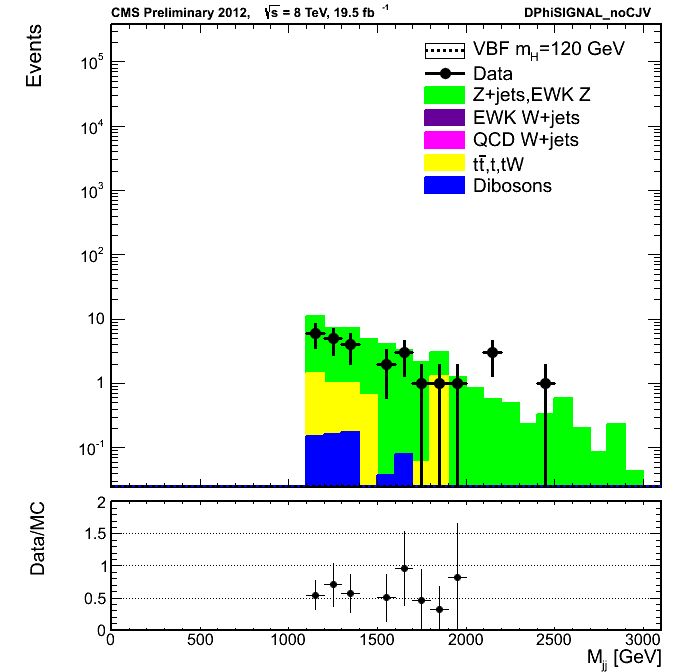 CMS Preliminary 2012, √s = 8 TeV, 19.5 fb⁻¹ DPhiSIGNAL_noCJV
Events
VBF m_H=120 GeV
Data
Z+jets,EWK Z
EWK W+jets
QCD W+jets
tt̄,t,tW
Dibosons
10⁵
10⁴
10³
10²
10
1
10⁻¹
Data/MC
2
1.5
1
0.5
0
0 500 1000 1500 2000 2500 3000
M_jj [GeV]